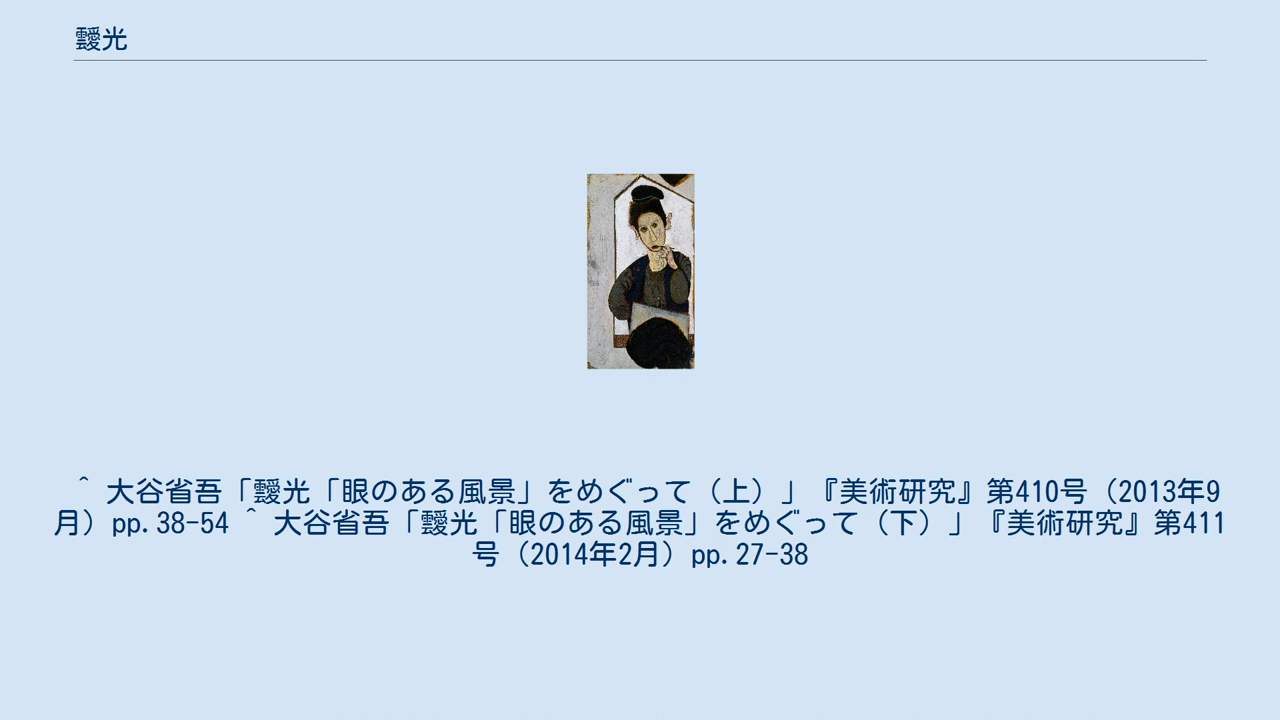 靉光
^ 大谷省吾「靉光「眼のある風景」をめぐって（上）」『美術研究』第410号（2013年9
月）pp.38-54 ^ 大谷省吾「靉光「眼のある風景」をめぐって（下）」『美術研究』第411
号（2014年2月）pp.27-38